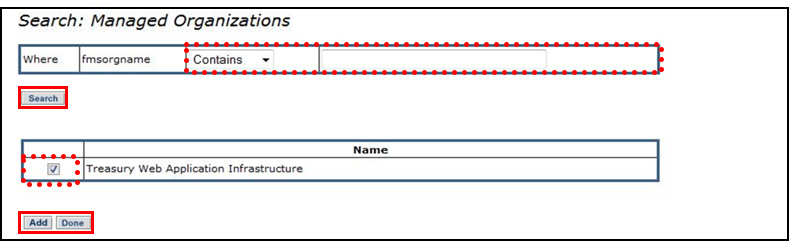 Search: Managed Organizations
Where fmsorgname Contains
Search
Name
Treasury Web Application Infrastructure
Add Done